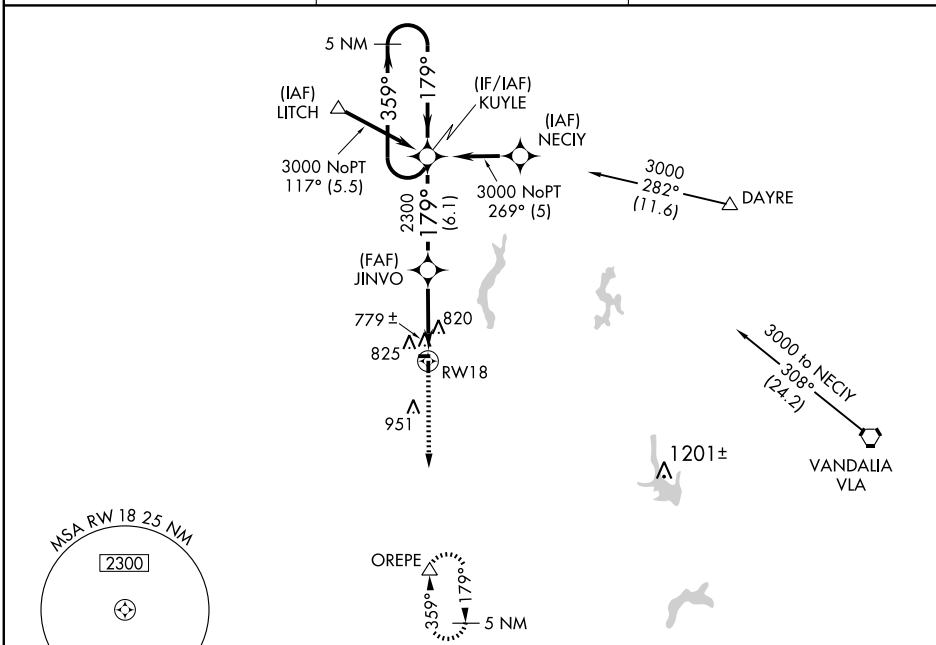 5 NM
359°
179°
(IAF)
LITCH
(IF/IAF)
KUYLE
(IAF)
NECIY
3000 NoPT
117° (5.5)
3000 NoPT
269° (5)
3000
282°
(11.6)
DAYRE
2300
179°
(6.1)
(FAF)
JINVO
779 ±
820
825
RW18
951
3000 to NECIY
308°
(24.2)
VANDALIA
VLA
1201±
MSA RW 18 25 NM
2300
OREPE
359°
179°
5 NM